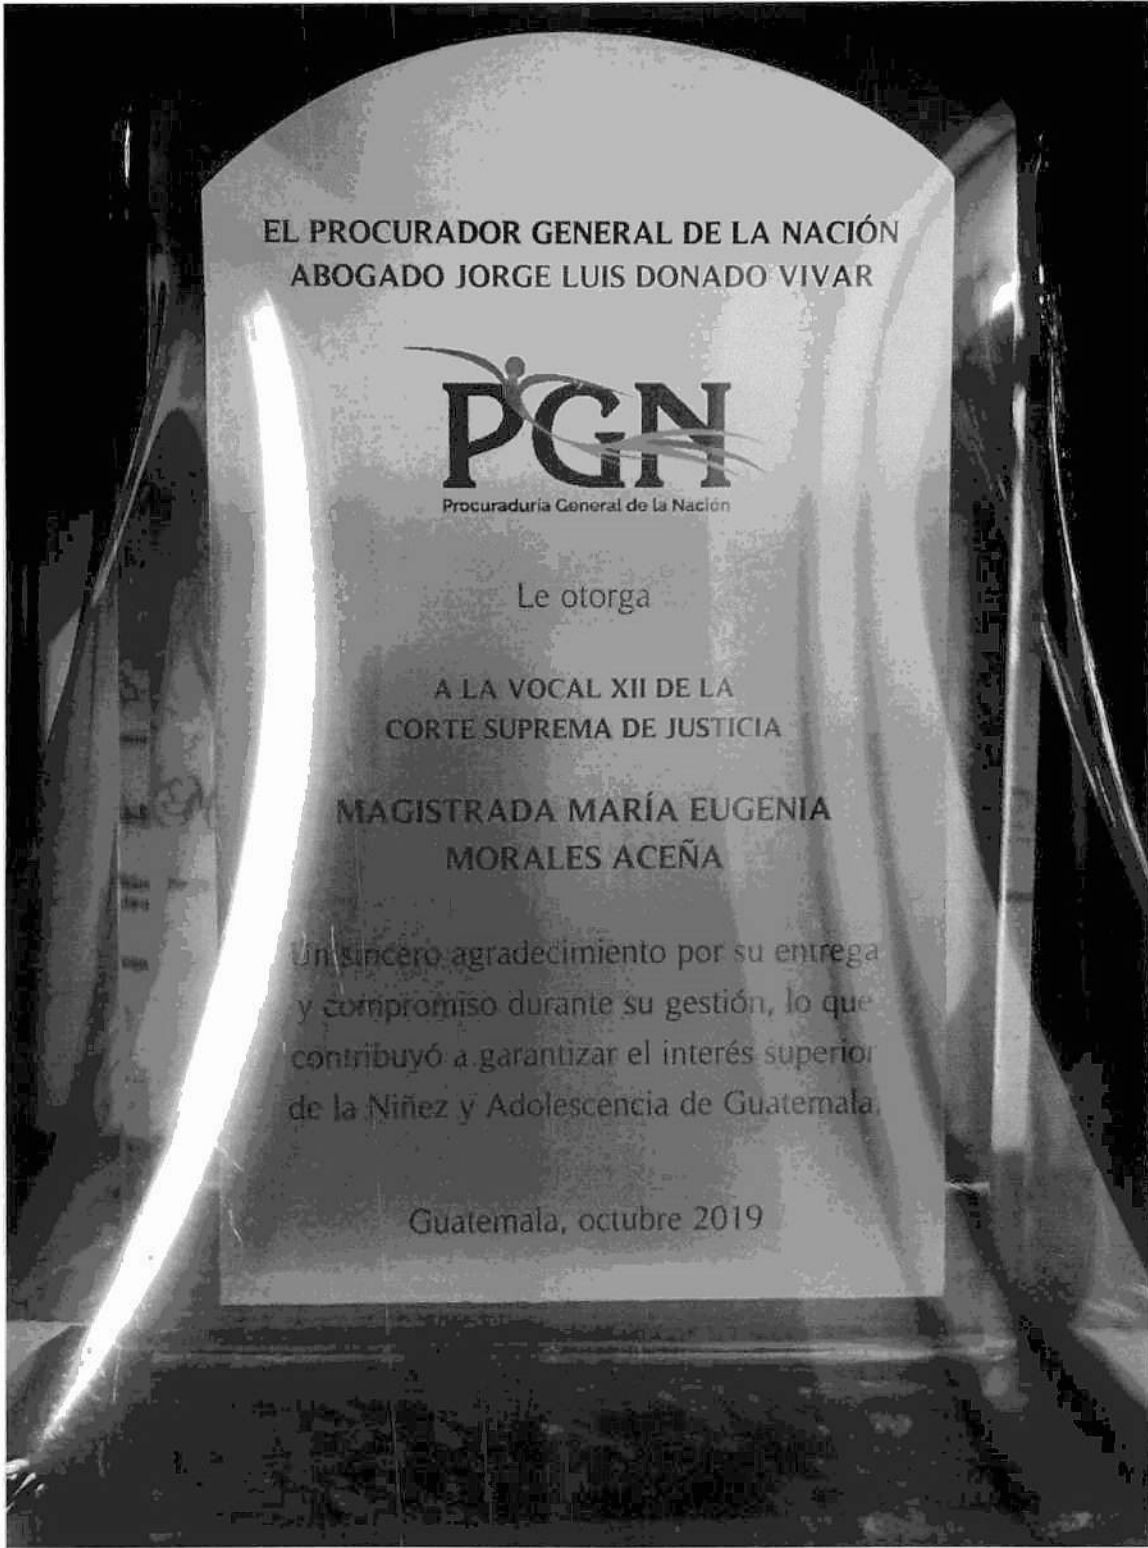 EL PROCURADOR GENERAL DE LA NACIÓN
ABOGADO JORGE LUIS DONADO VIVAR
PGN
Procuraduría General de la Nación
Le otorga
A LA VOCAL XII DE LA
CORTE SUPREMA DE JUSTICIA
MAGISTRADA MARÍA EUGENIA
MORALES ACEÑA
Un sincero agradecimiento por su entrega
y compromiso durante su gestión, lo que
contribuyó a garantizar el interés superior
de la Niñez y Adolescencia de Guatemala.
Guatemala, octubre 2019